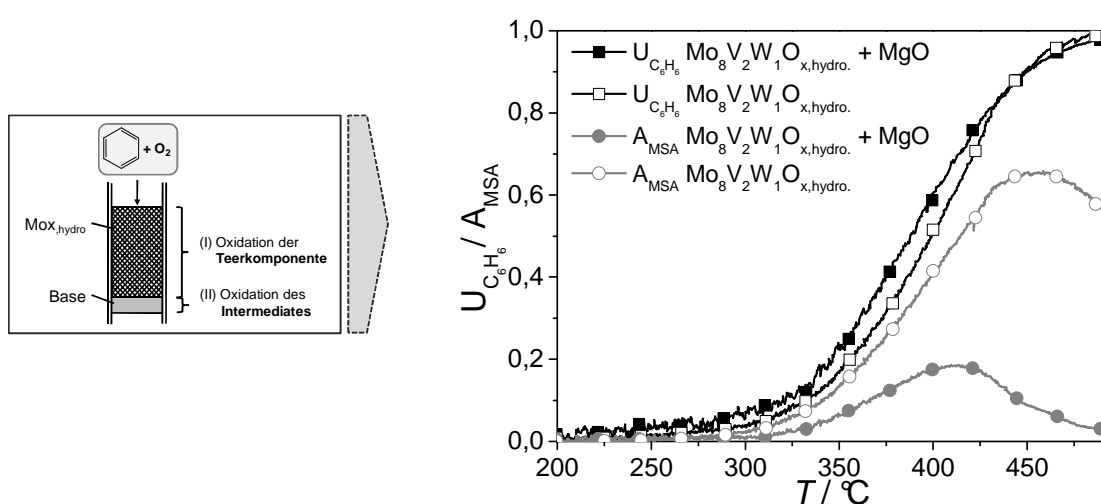 + O2
Mox,hydro
(I) Oxidation der
Teerkomponente
Base
(II) Oxidation des
Intermediates
UC6H6 / AMSA
1,0
0,8
0,6
0,4
0,2
0,0
UC6H6 Mo8V2W1Ox,hydro. + MgO
UC6H6 Mo8V2W1Ox,hydro.
AMSA Mo8V2W1Ox,hydro. + MgO
AMSA Mo8V2W1Ox,hydro.
200 250 300 350 400 450
T / °C